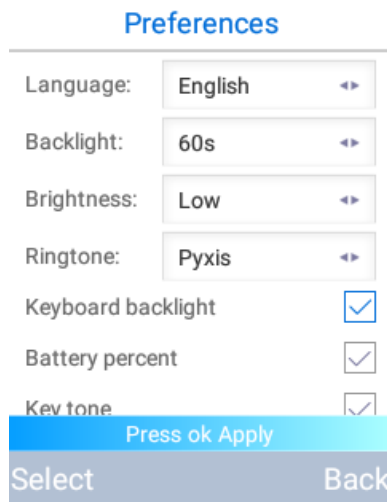 Preferences
Language: English
Backlight: 60s
Brightness: Low
Ringtone: Pyxis
Keyboard backlight
Battery percent
Key tone
Press ok Apply
Select Back